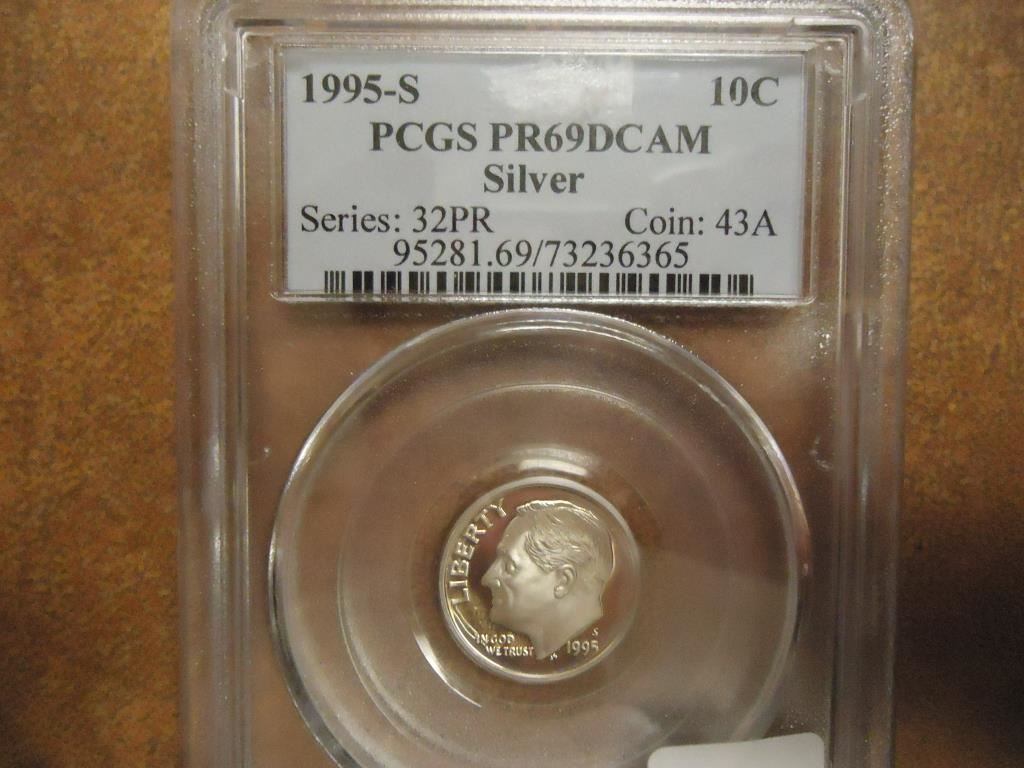 1995-S 10C
PCGS PR69DCAM
Silver
Series: 32PR Coin: 43A
95281.69/73236365
LIBERTY
IN GOD
WE TRUST
S
1995